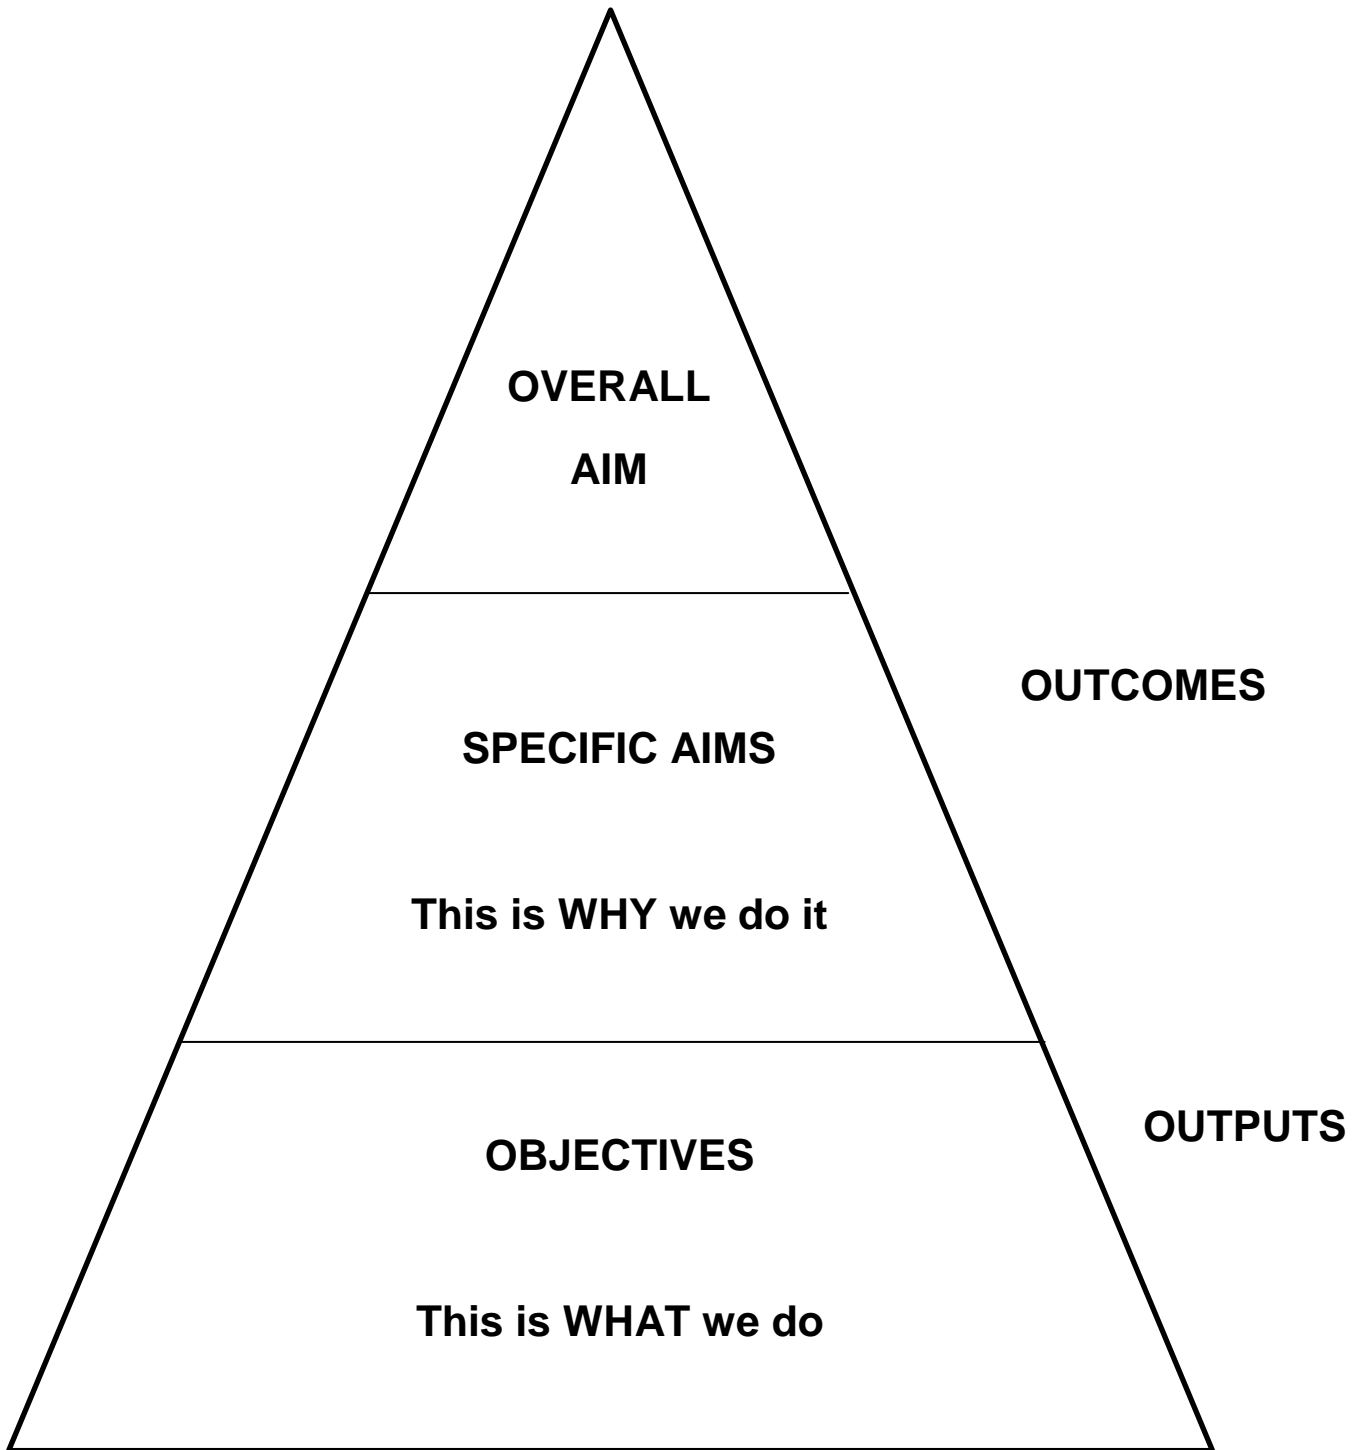 OVERALL
AIM
OUTCOMES
SPECIFIC AIMS
This is WHY we do it
OUTPUTS
OBJECTIVES
This is WHAT we do